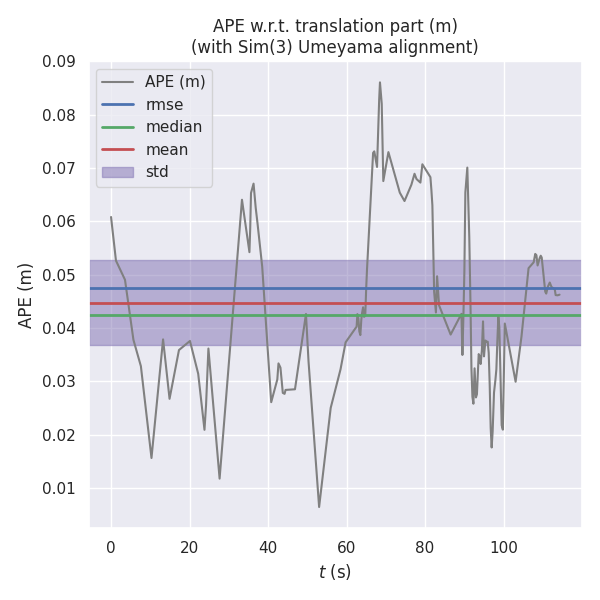 APE w.r.t. translation part (m)
(with Sim(3) Umeyama alignment)
0.09
0.08
0.07
0.06
0.05
0.04
0.03
0.02
0.01
APE (m)
APE (m)
rmse
median
mean
std
0 20 40 60 80 100
t (s)